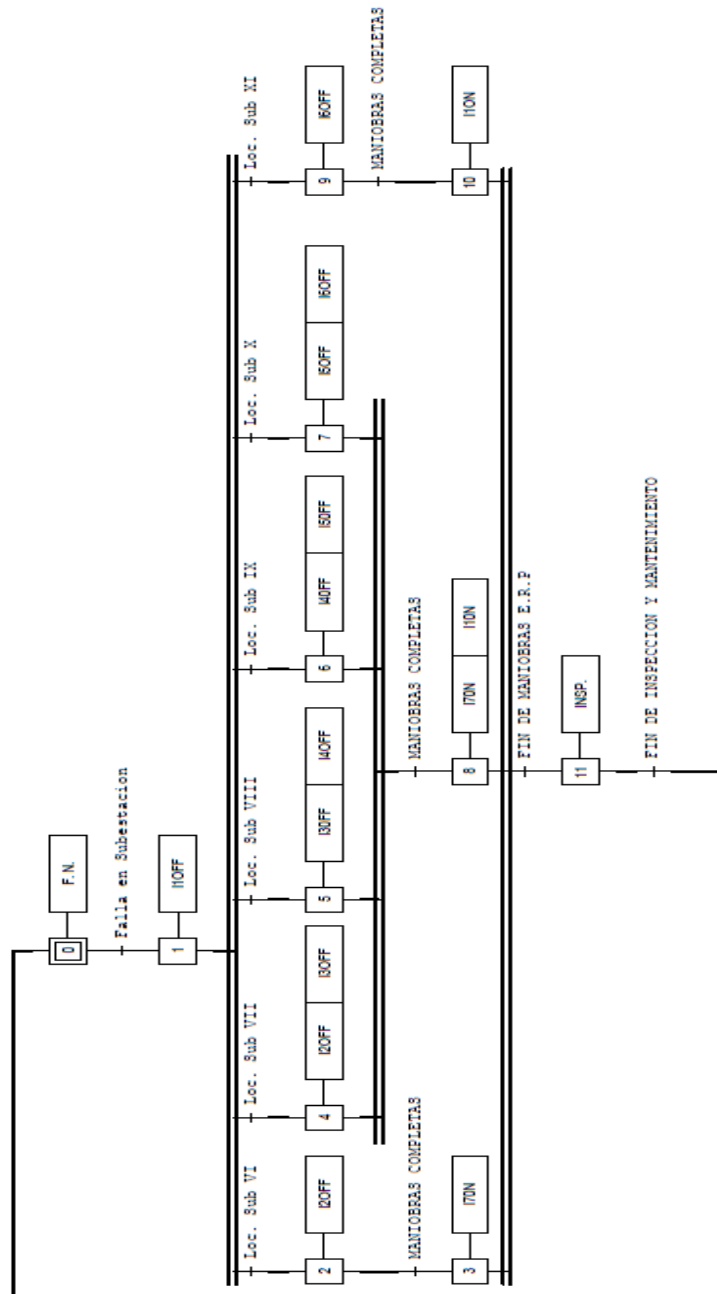 0
F.N.
Falla en Subestacion
1
I1OFF
Loc. Sub VI
Loc. Sub VII
Loc. Sub VIII
Loc. Sub IX
Loc. Sub X
Loc. Sub XI
2
I2OFF
4
I2OFF
I3OFF
5
I3OFF
I4OFF
6
I4OFF
I5OFF
7
I5OFF
I6OFF
9
I6OFF
MANIOBRAS COMPLETAS
MANIOBRAS COMPLETAS
MANIOBRAS COMPLETAS
3
I7ON
8
I7ON
I1ON
10
I1ON
FIN DE MANIOBRAS E.R.P
11
INSP.
FIN DE INSPECCION Y MANTENIMIENTO